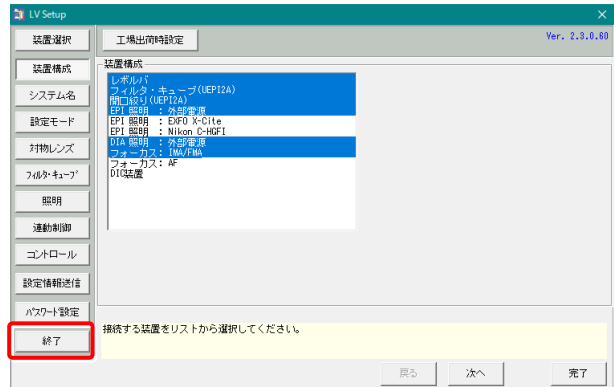 LV Setup
装置選択
工場出荷時設定
Ver. 2.3.0.60
装置構成
装置構成
レボルバ
フィルタ・キューブ(UEPI2A)
開口絞り(UEPI2A)
EPI 照明 : 外部電源
EPI 照明 : EXFO X-Cite
EPI 照明 : Nikon C-HGFI
DIA 照明 : 外部電源
フォーカス: IMA/FMA
フォーカス: AF
DIC装置
システム名
設定モード
対物レンズ
フィルタ・キューブ
照明
連動制御
コントロール
設定情報送信
パスワード設定
終了
接続する装置をリストから選択してください。
戻る
次へ
完了